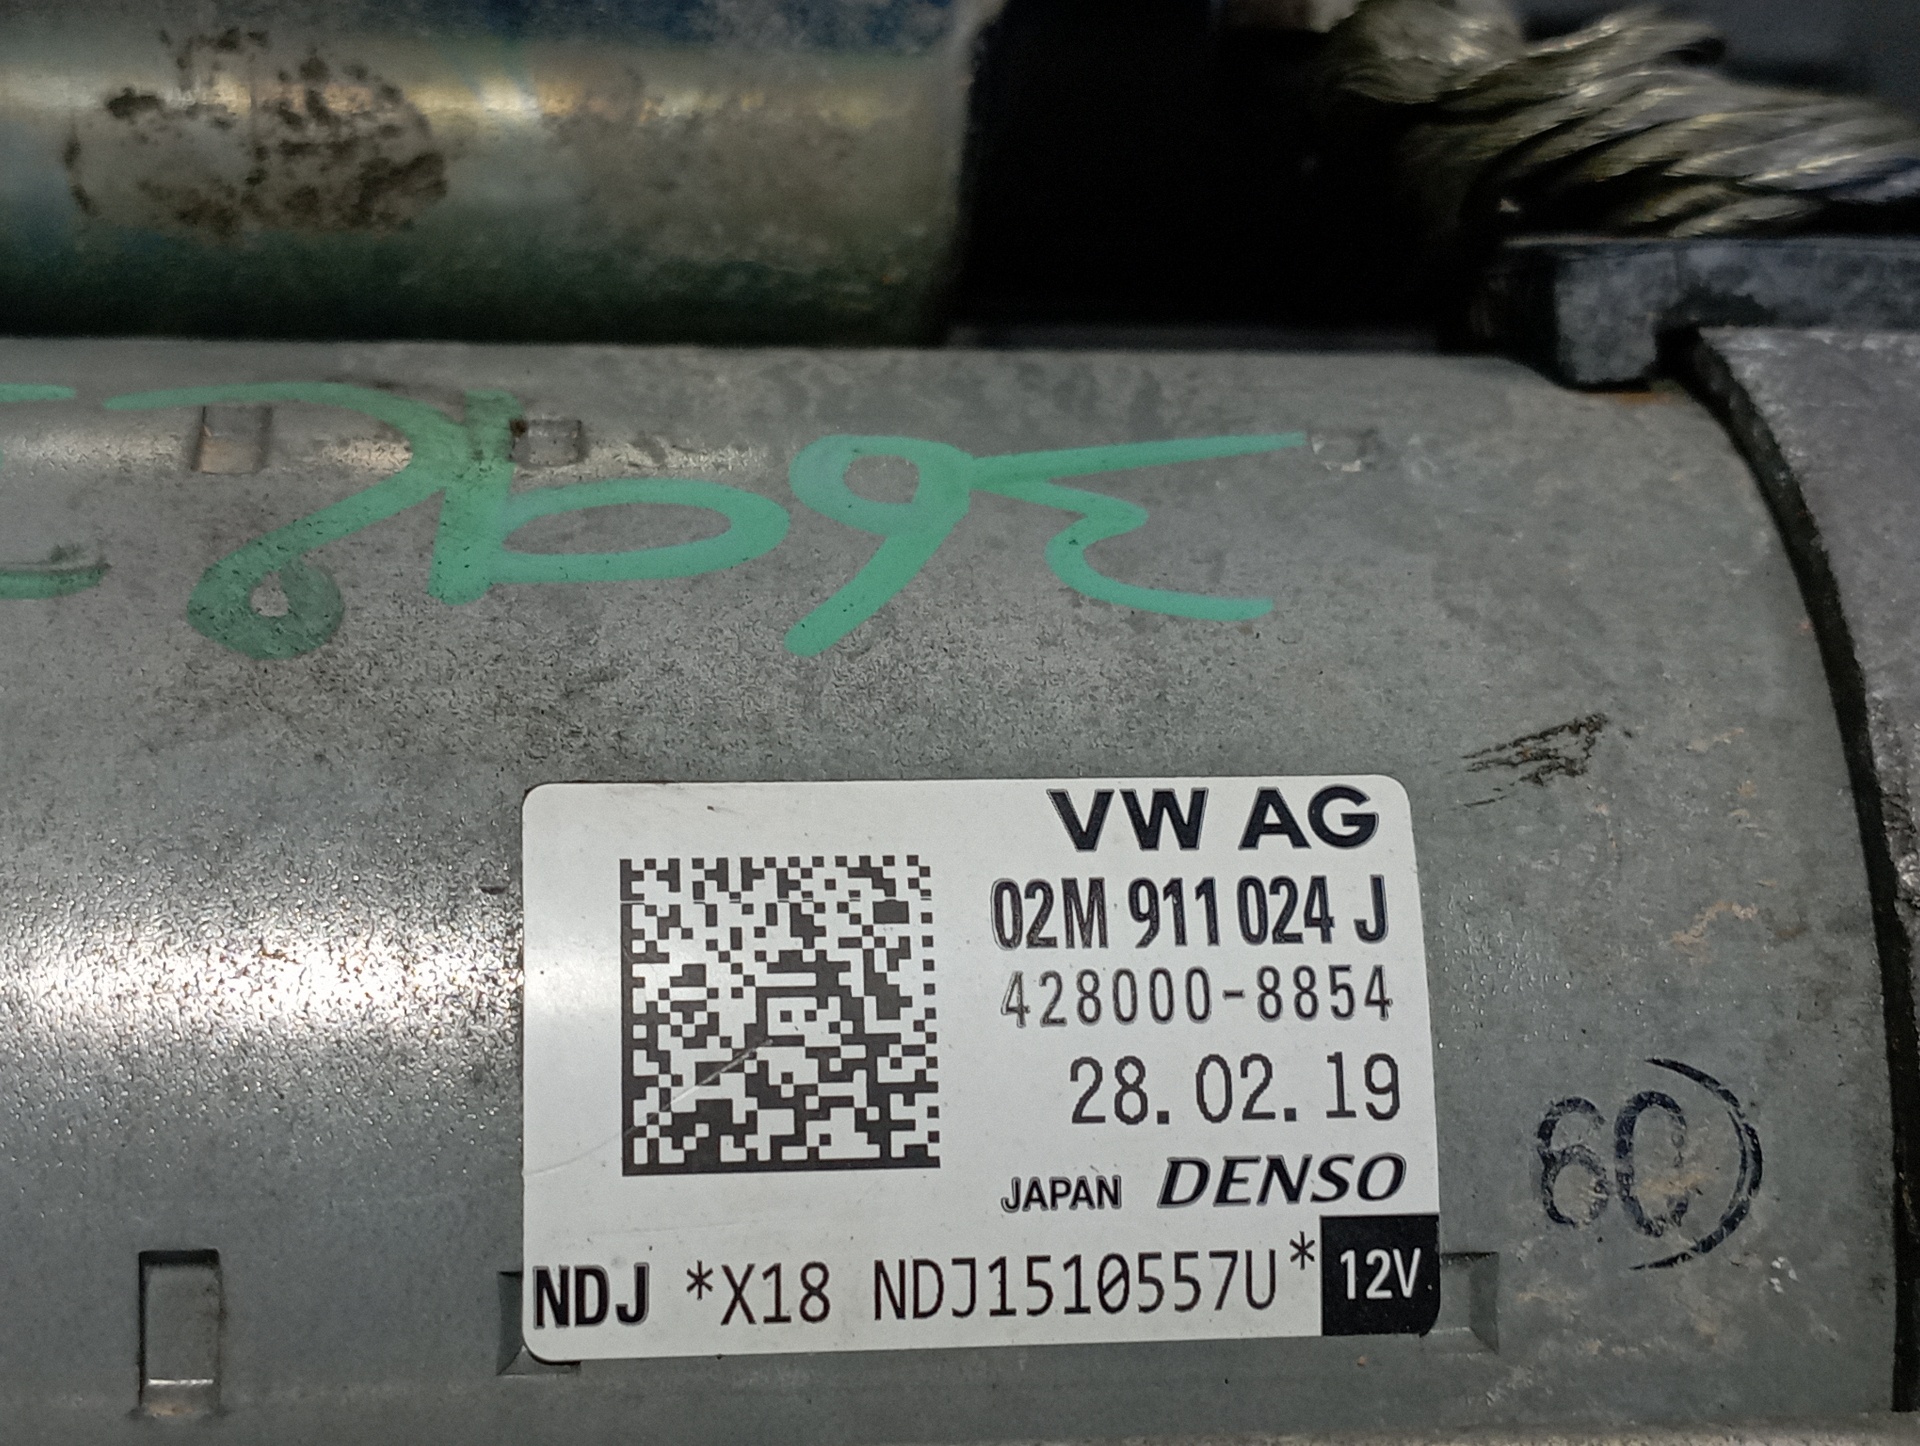 VW AG
02M 911 024 J
428000-8854
28.02.19
JAPAN DENSO
NDJ *X18 NDJ1510557U* 12V